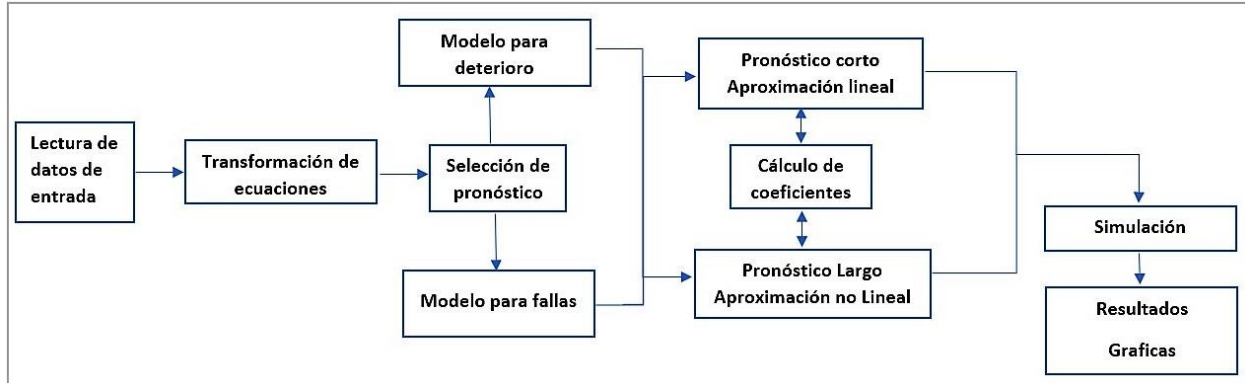 Lectura de
datos de
entrada
Transformación de
ecuaciones
Modelo para
deterioro
Selección de
pronóstico
Modelo para fallas
Pronóstico corto
Aproximación lineal
Cálculo de
coeficientes
Pronóstico Largo
Aproximación no Lineal
Simulación
Resultados
Graficas